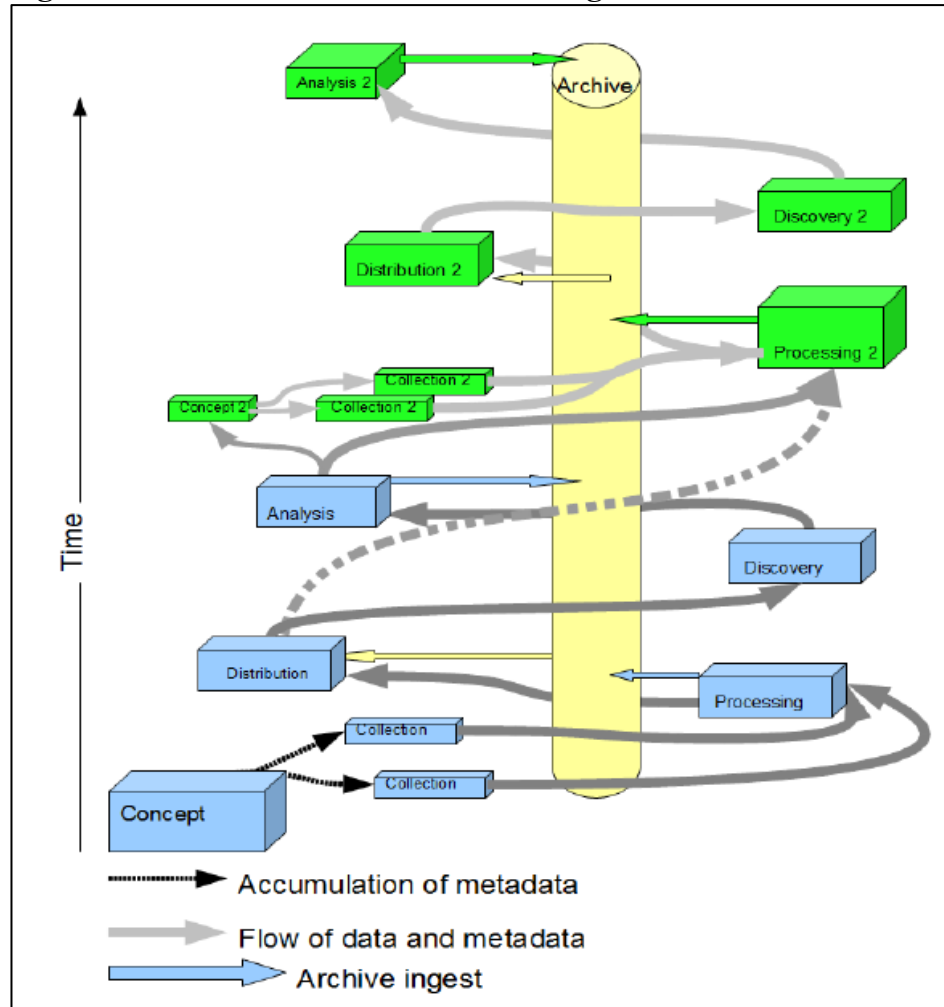 Analysis 2
Archive
Discovery 2
Distribution 2
Processing 2
Collection 2
Concept 2
Collection 2
Analysis
Time
Discovery
Distribution
Processing
Collection
Collection
Concept
Accumulation of metadata
Flow of data and metadata
Archive ingest